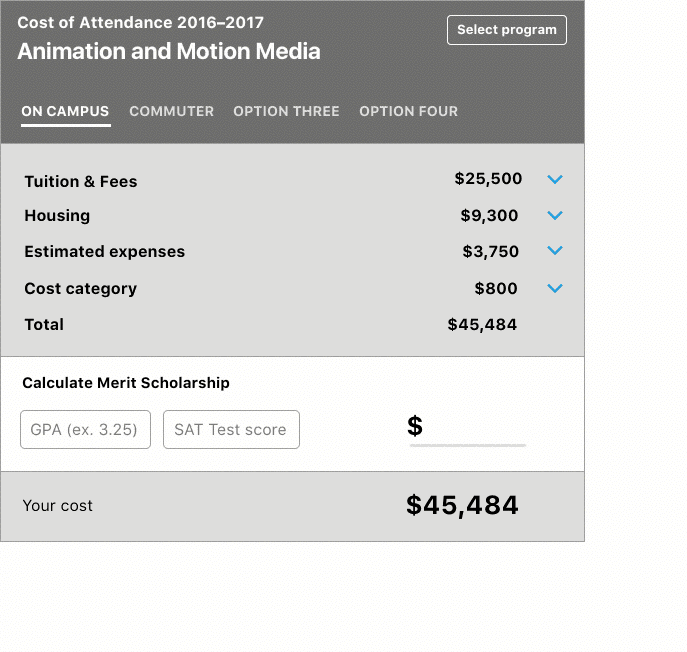 Cost of Attendance 2016–2017
Select program
Animation and Motion Media
ON CAMPUS COMMUTER OPTION THREE OPTION FOUR
Tuition & Fees $25,500
Housing $9,300
Estimated expenses $3,750
Cost category $800
Total $45,484
Calculate Merit Scholarship
GPA (ex. 3.25) SAT Test score $
Your cost $45,484